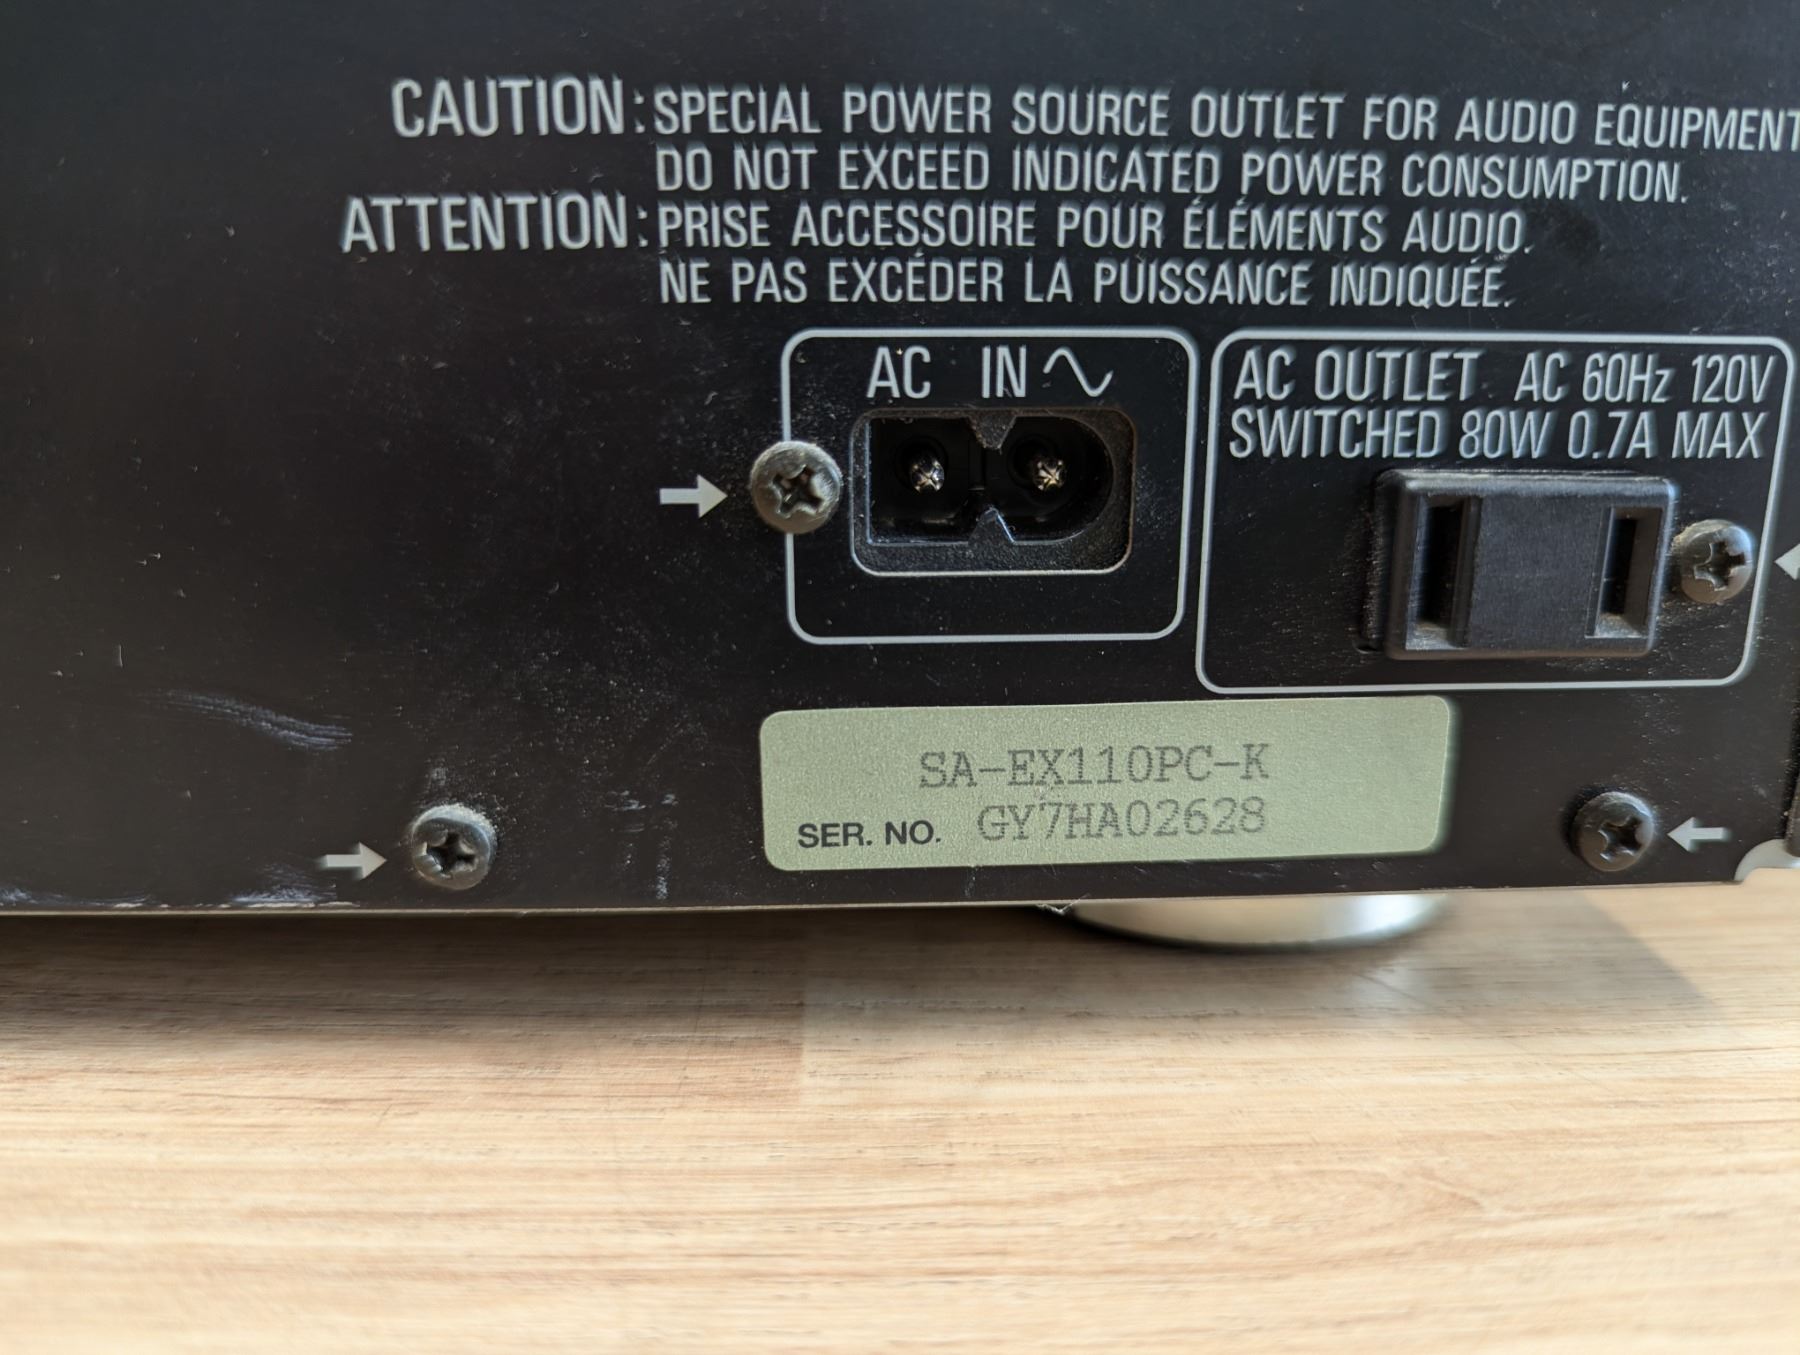 CAUTION: SPECIAL POWER SOURCE OUTLET FOR AUDIO EQUIPMENT
DO NOT EXCEED INDICATED POWER CONSUMPTION.
ATTENTION: PRISE ACCESSOIRE POUR ÉLÉMENTS AUDIO.
NE PAS EXCÉDER LA PUISSANCE INDIQUÉE.
AC IN
AC OUTLET AC 60Hz 120V
SWITCHED 80W 0.7A MAX
SA-EX110PC-K
SER. NO. GY7HA02628